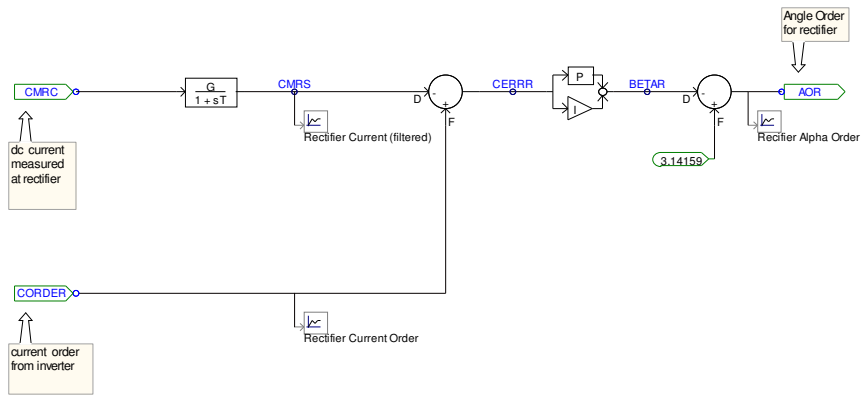 Angle Order
for rectifier
CMRC
G
1 + sT
CMRS
D
-
+
F
CERRR
P
I
BETAR
D
-
+
F
AOR
Rectifier Current (filtered)
Recifier Alpha Order
dc current
measured
at rectifier
3.14159
CORDER
Rectifier Current Order
current order
from inverter